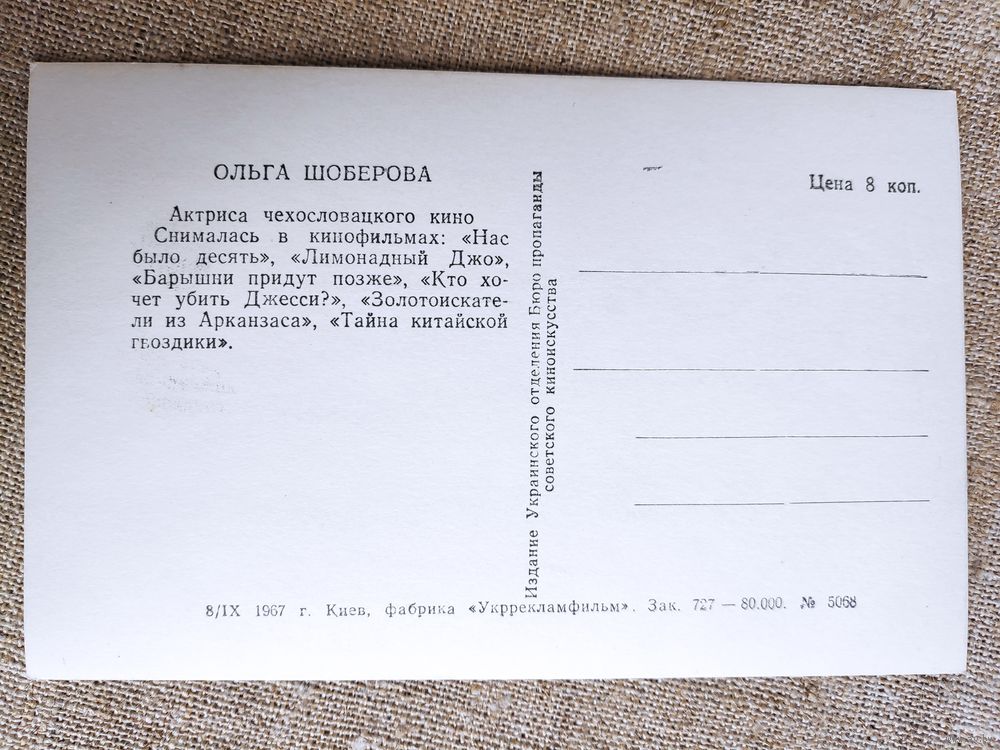 ОЛЬГА ШОБЕРОВА
Актриса чехословацкого кино
Снималась в кинофильмах: «Нас
было десять», «Лимонадный Джо»,
«Барышни придут позже», «Кто хо-
чет убить Джесси?», «Золотоискате-
ли из Арканзаса», «Тайна китайской
гвоздики».
Издание Украинского отделения Бюро пропаганды
советского киноискусства
Цена 8 коп.
8/IX 1967 г. Киев, фабрика «Укррекламфильм». Зак. 727 — 80.000. № 5068